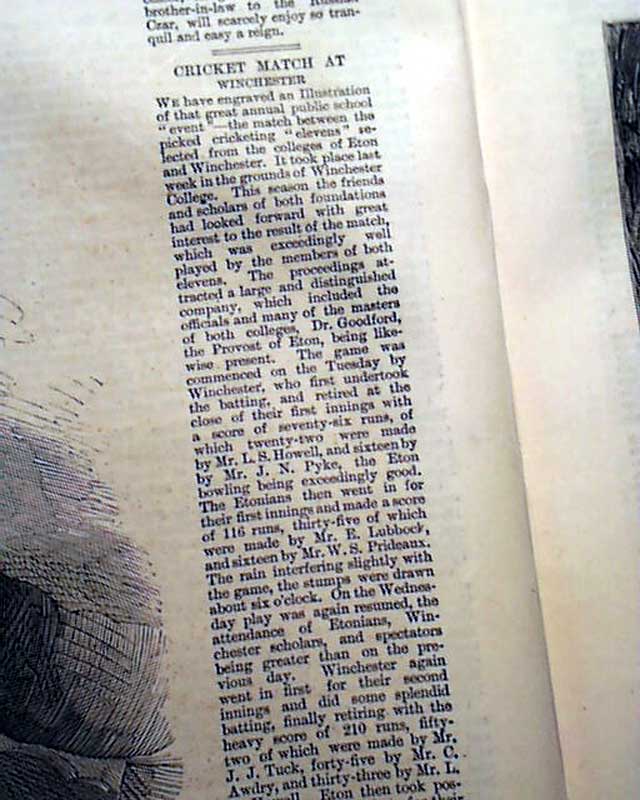 brother-in-law to the Russian
Czar, will scarcely enjoy so tran-
quil and easy a reign.
CRICKET MATCH AT
WINCHESTER
WE have engraved an Illustration
of that great annual public school
"event"—the match between the
picked cricketing "elevens" se-
lected from the colleges of Eton
and Winchester. It took place last
week in the grounds of Winchester
College. This season the friends
and scholars of both foundations
had looked forward with great
interest to the result of the match,
which was exceedingly well
played by the members of both
elevens. The proceedings at-
tracted a large and distinguished
company, which included the
officials and many of the masters
of both colleges, Dr. Goodford,
the Provost of Eton, being like-
wise present. The game was
commenced on the Tuesday by
Winchester, who first undertook
the batting, and retired at the
close of their first innings with
a score of seventy-six runs, of
which twenty-two were made
by Mr. L. S. Howell, and sixteen by
by Mr. J. N. Pyke, the Eton
bowling being exceedingly good.
The Etonians then went in for
their first innings and made a score
of 116 runs, thirty-five of which
were made by Mr. E. Lubbock,
and sixteen by Mr. W. S. Prideaux.
The rain interfering slightly with
the game, the stumps were drawn
about six o'clock. On the Wednes-
day play was again resumed, the
attendance of Etonians, Win-
chester scholars, and spectators
being greater than on the pre-
vious day. Winchester again
went in first for their second
innings and did some splendid
batting, finally retiring with the
heavy score of 210 runs, fifty-
two of which were made by Mr.
J. J. Tuck, forty-five by Mr. C.
Awdry, and thirty-three by Mr. L.
Howell. Eton then took pos-